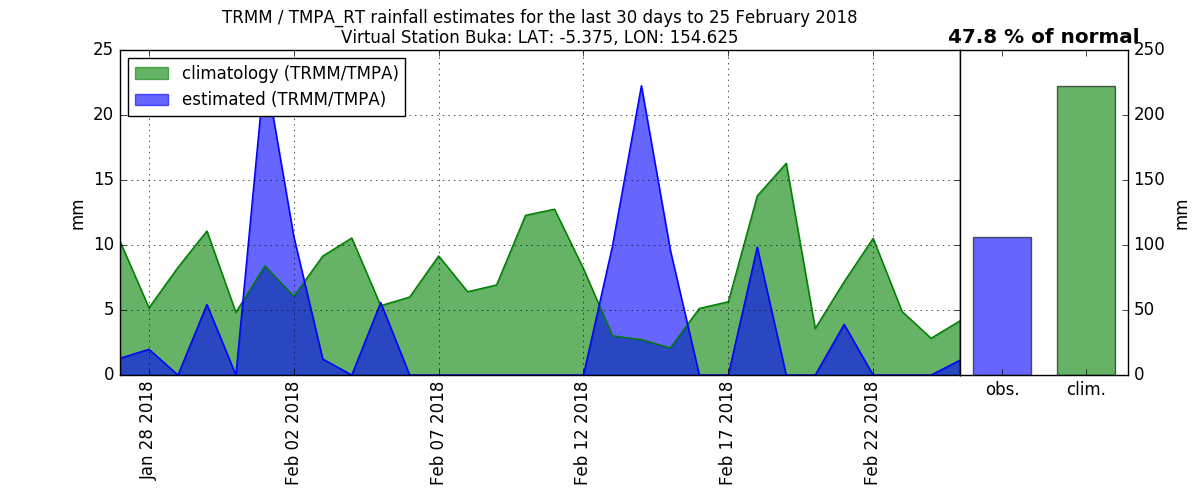 TRMM / TMPA_RT rainfall estimates for the last 30 days to 25 February 2018
Virtual Station Buka: LAT: -5.375, LON: 154.625
47.8 % of normal
climatology (TRMM/TMPA)
estimated (TRMM/TMPA)
25
20
15
10
5
0
mm
Jan 28 2018
Feb 02 2018
Feb 07 2018
Feb 12 2018
Feb 17 2018
Feb 22 2018
250
200
150
100
50
0
mm
obs.
clim.